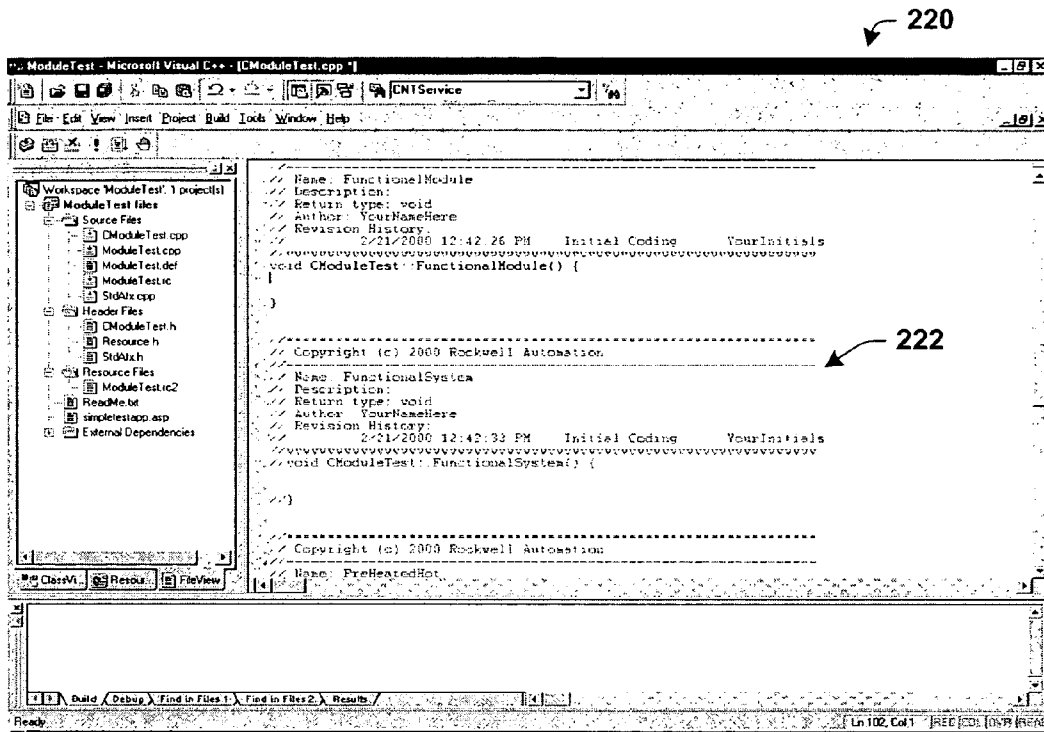 220
ModuleTest - Microsoft Visual C++ - [CModuleTest.cpp *]
CNTService
File Edit View Insert Project Build Tools Window Help
Workspace 'ModuleTest': 1 project(s)
ModuleTest files
Source Files
CModuleTest.cpp
ModuleTest.cpp
ModuleTest.def
ModuleTest.rc
StdAfx.cpp
Header Files
CModuleTest.h
Resource.h
StdAfx.h
Resource Files
ModuleTest.rc2
ReadMe.txt
simpletestapp.asp
External Dependencies
ClassVi...
Resour...
FileView
//------------------------------------------------------------
// Name: FunctionalModule
// Description:
// Return type: void
// Author: YourNameHere
// Revision History:
// 2/21/2000 12:42:26 PM Initial Coding YourInitials
//vvvvvvvvvvvvvvvvvvvvvvvvvvvvvvvvvvvvvvvvvvvvvvvvvvvvvvvvvvvv
void CModuleTest::FunctionalModule() {
}
//============================================================
// Copyright (c) 2000 Rockwell Automation
//------------------------------------------------------------
222
// Name: FunctionalSystem
// Description:
// Return type: void
// Author: YourNameHere
// Revision History:
// 2/21/2000 12:42:33 PM Initial Coding YourInitials
//vvvvvvvvvvvvvvvvvvvvvvvvvvvvvvvvvvvvvvvvvvvvvvvvvvvvvvvvvvvv
//void CModuleTest::FunctionalSystem() {
//}
//============================================================
// Copyright (c) 2000 Rockwell Automation
//------------------------------------------------------------
// Name: PreHeatedHot
Build Debug Find in Files 1 Find in Files 2 Results
Ready
Ln 102, Col 1 REC COL OVR READ